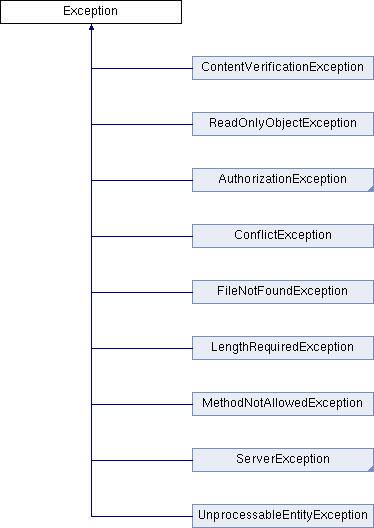 Exception
ContentVerificationException
ReadOnlyObjectException
AuthorizationException
ConflictException
FileNotFoundException
LengthRequiredException
MethodNotAllowedException
ServerException
UnprocessableEntityException